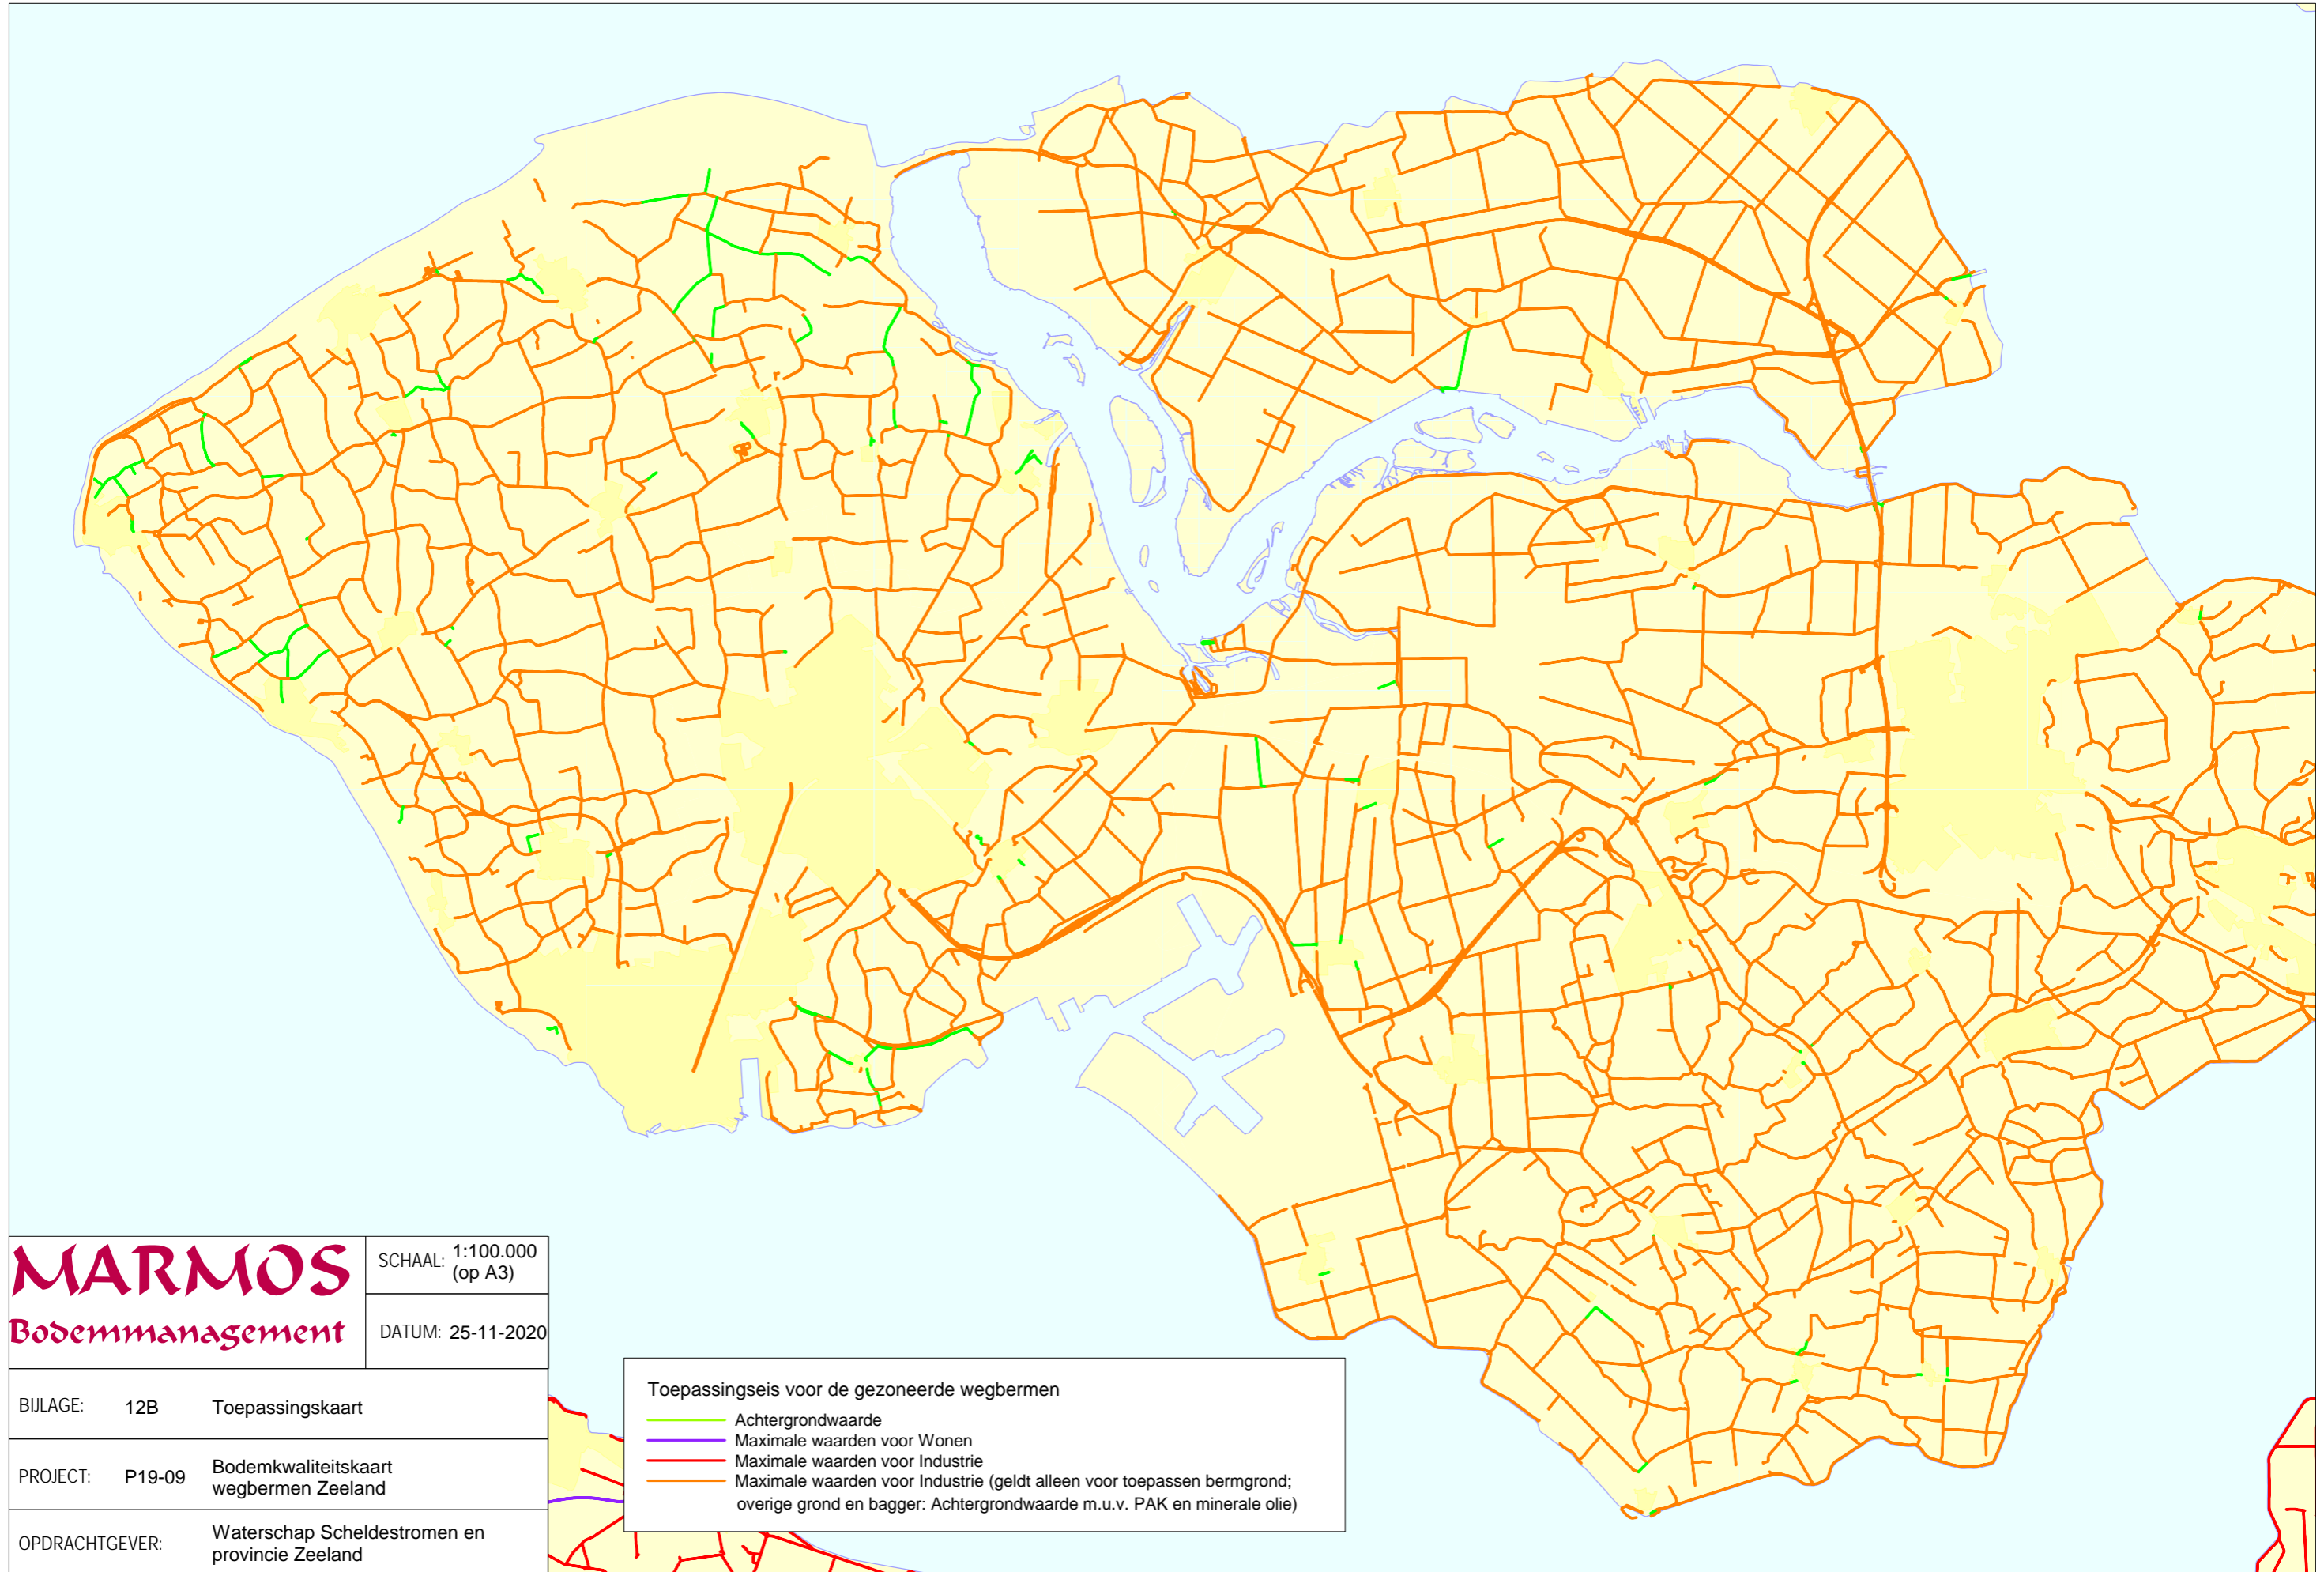 MARMOS
Bodemmanagement
SCHAAL: 1:100.000
(op A3)
DATUM: 25-11-2020
BIJLAGE: 12B Toepassingskaart
PROJECT: P19-09 Bodemkwaliteitskaart
wegbermen Zeeland
OPDRACHTGEVER: Waterschap Scheldestromen en
provincie Zeeland
Toepassingseis voor de gezoneerde wegbermen
Achtergrondwaarde
Maximale waarden voor Wonen
Maximale waarden voor Industrie
Maximale waarden voor Industrie (geldt alleen voor toepassen bermgrond;
overige grond en bagger: Achtergrondwaarde m.u.v. PAK en minerale olie)